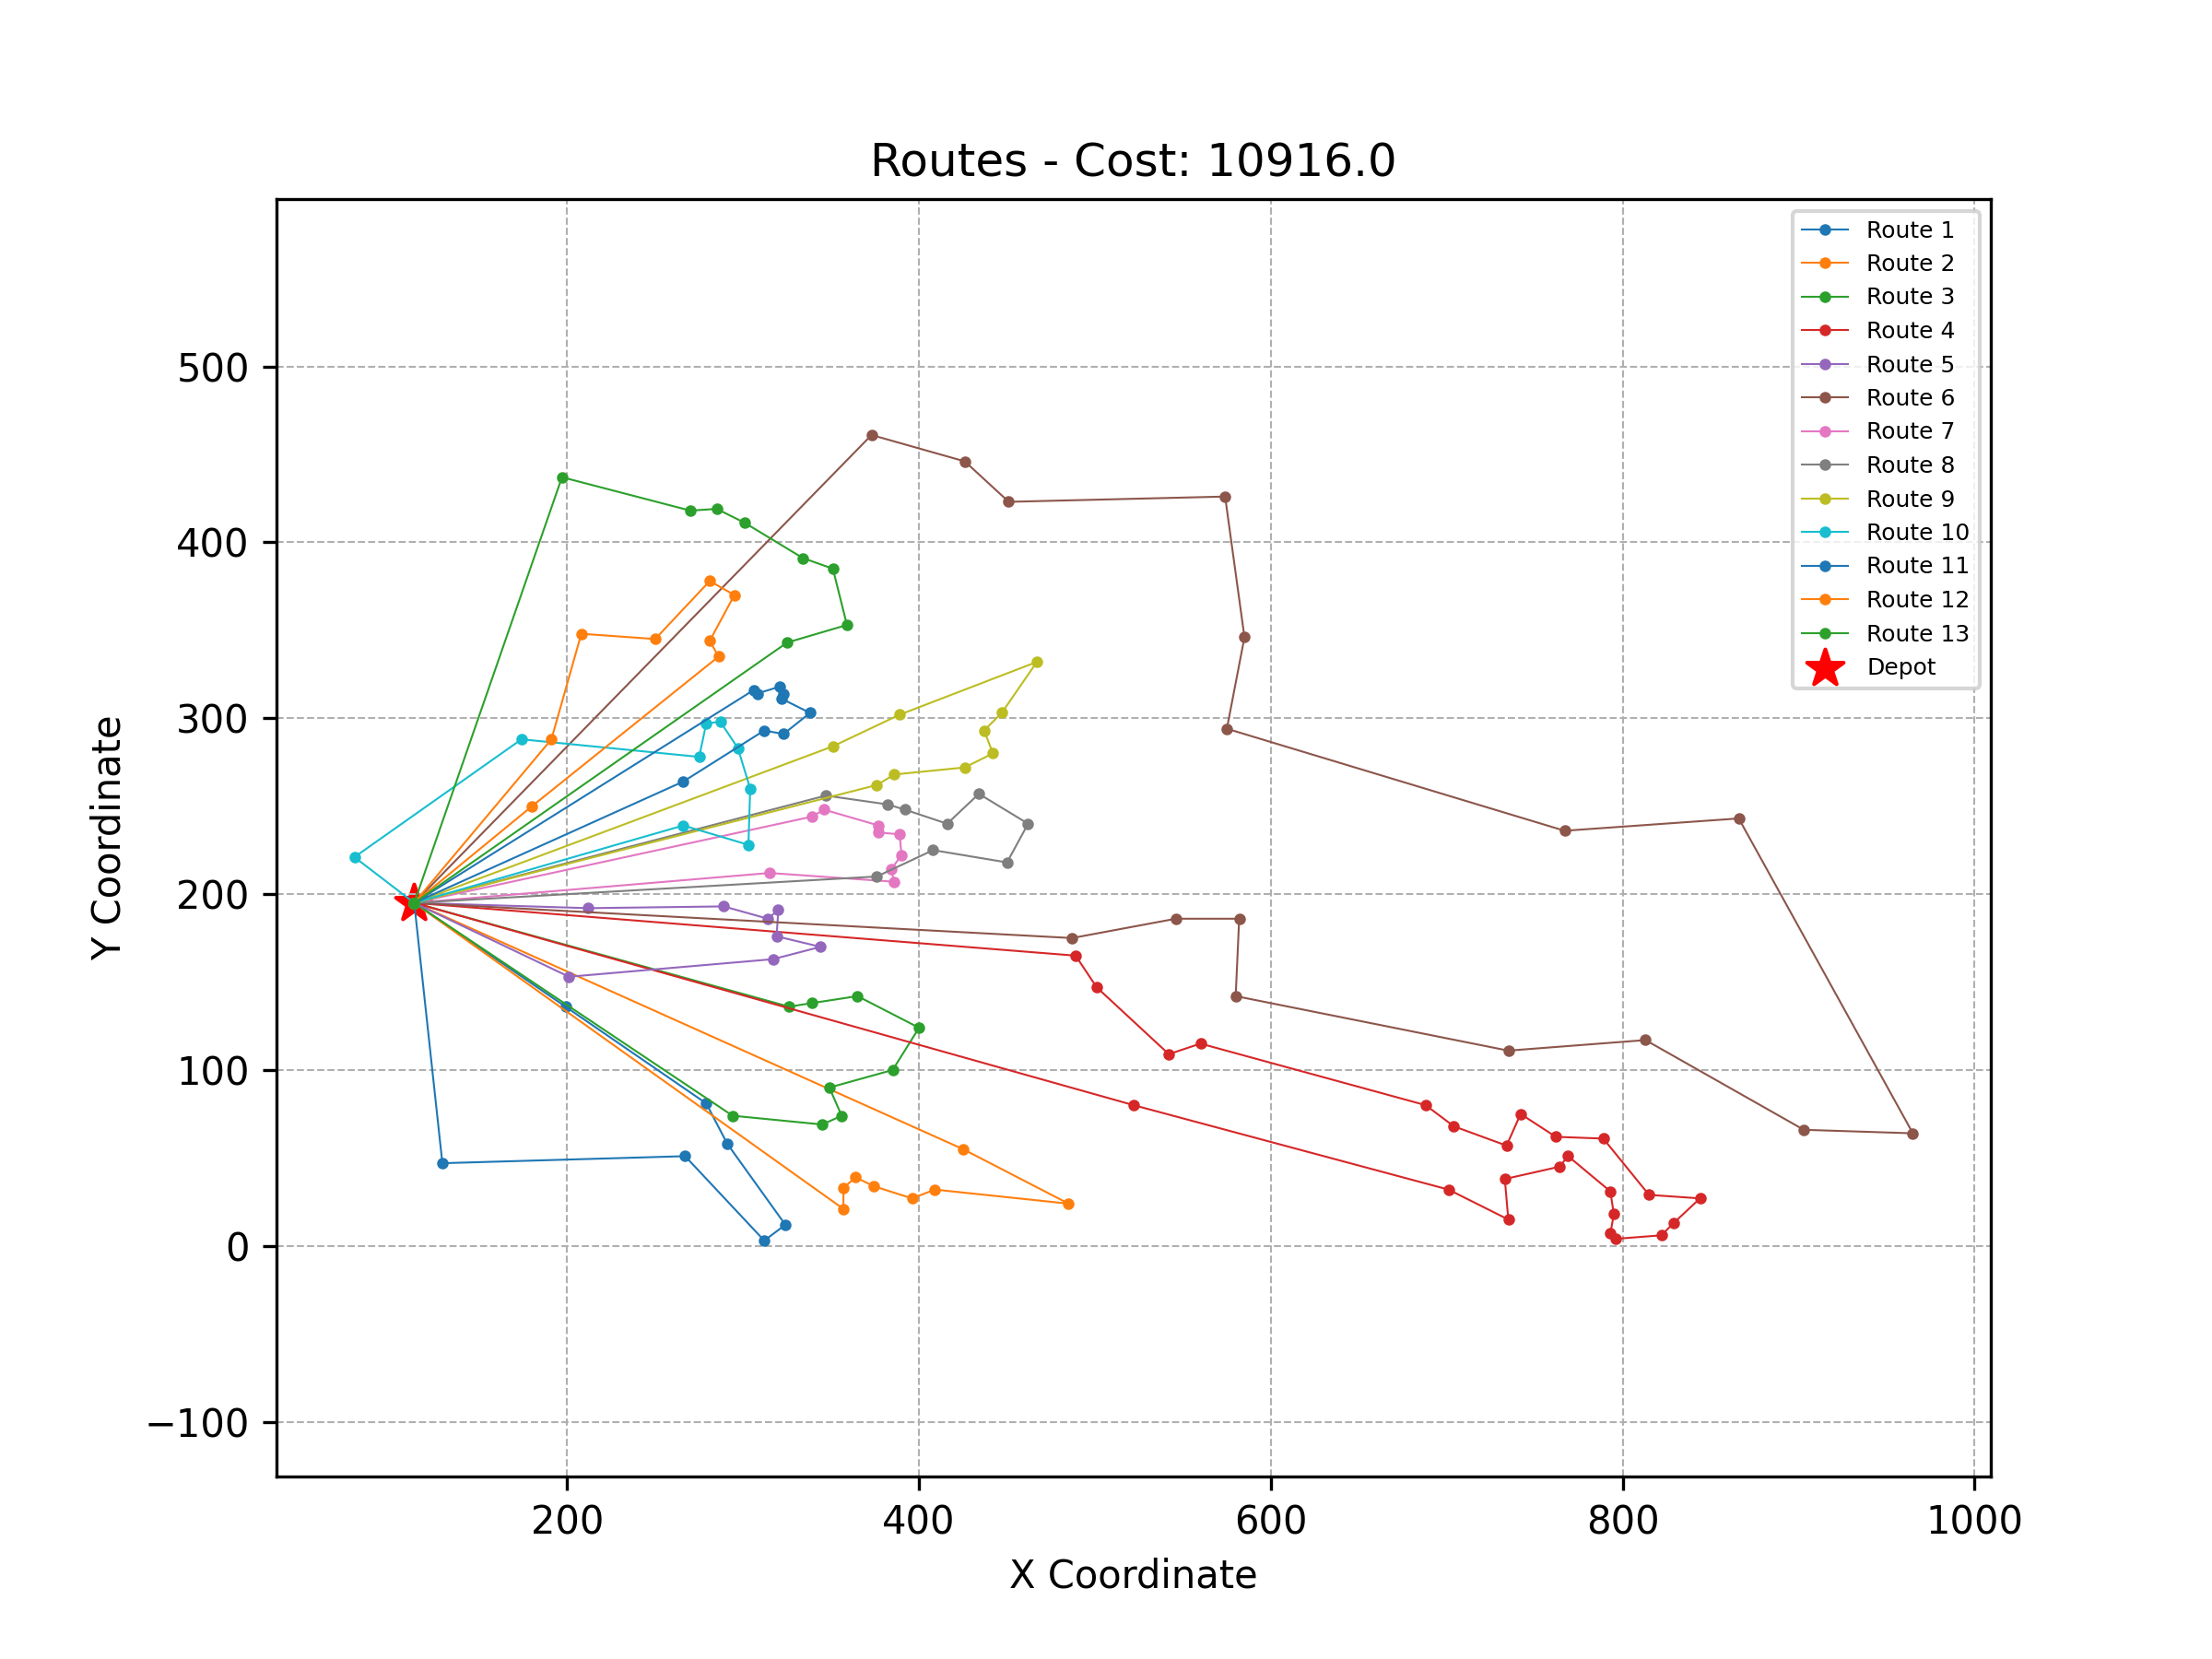 Routes - Cost: 10916.0
Route 1
Route 2
Route 3
Route 4
Route 5
Route 6
Route 7
Route 8
Route 9
Route 10
Route 11
Route 12
Route 13
Depot
Y Coordinate
500
400
300
200
100
0
−100
200
400
600
800
1000
X Coordinate